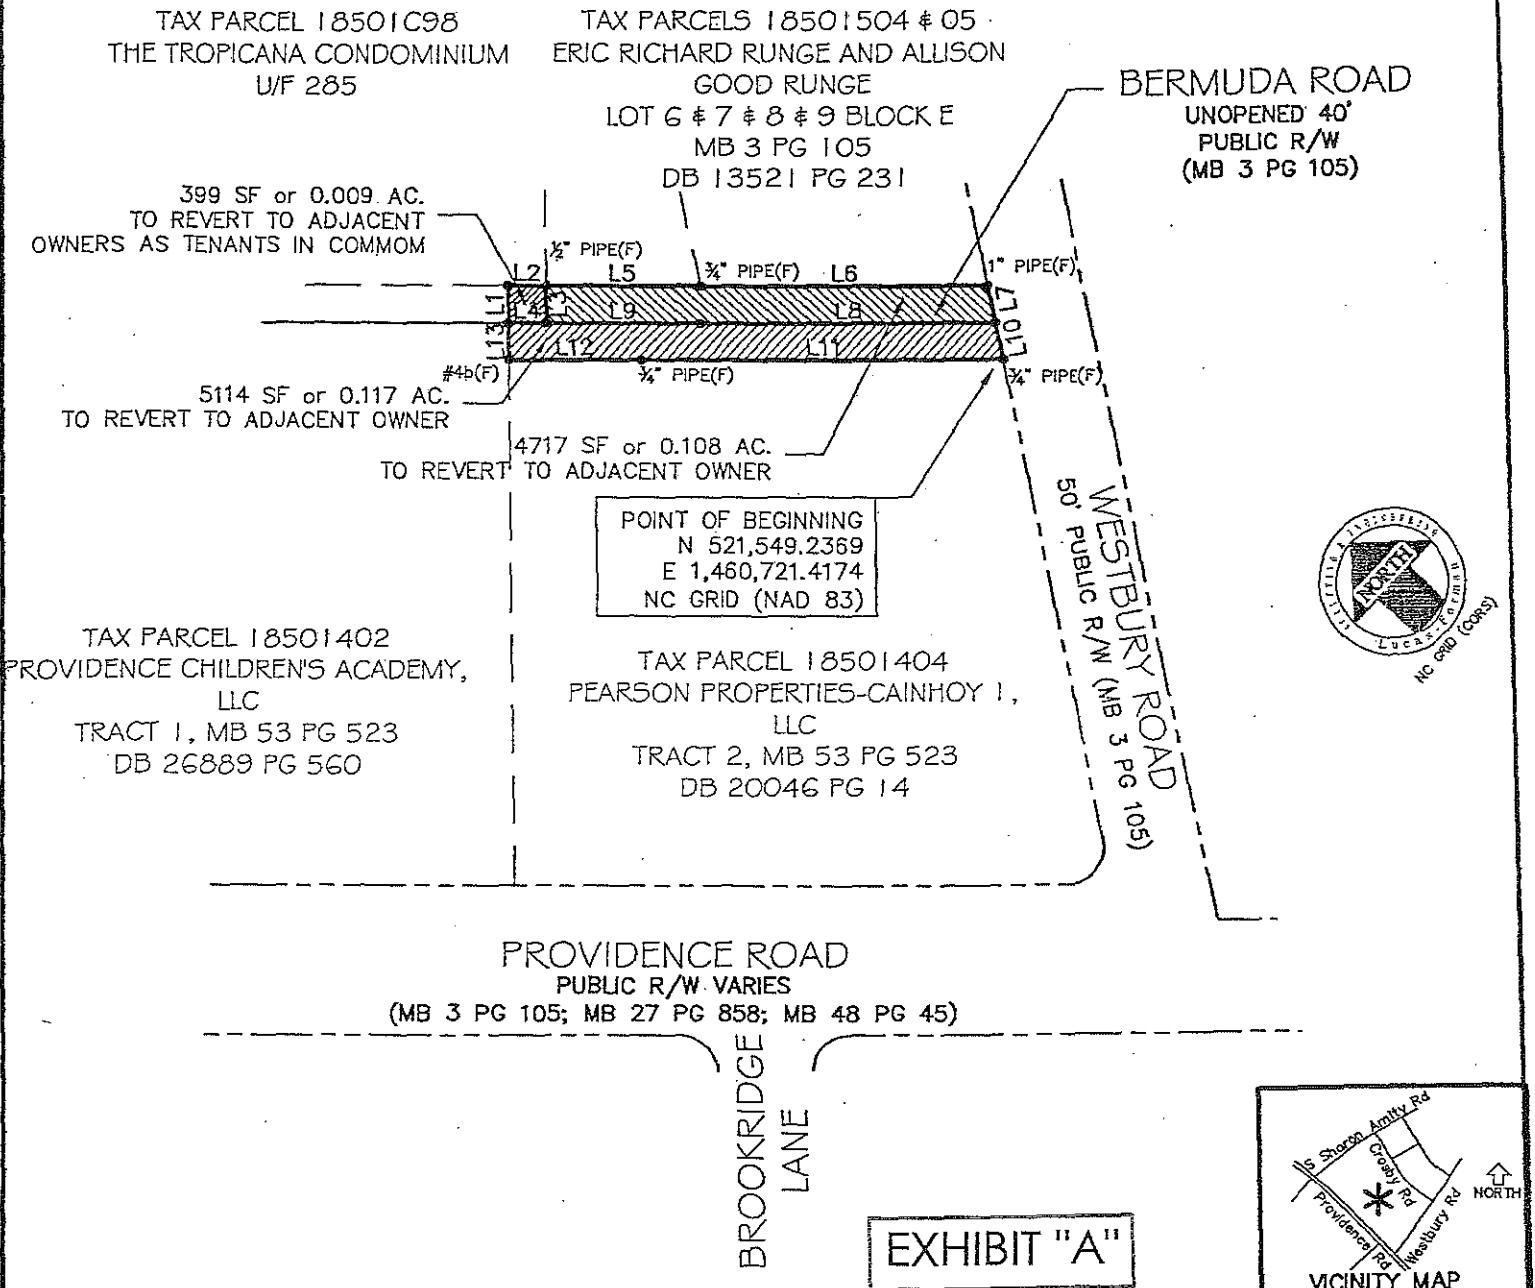 TAX PARCEL 18501C98
THE TROPICANA CONDOMINIUM
U/F 285
TAX PARCELS 18501504 & 05
ERIC RICHARD RUNGE AND ALLISON
GOOD RUNGE
LOT 6 & 7 & 8 & 9 BLOCK E
MB 3 PG 105
DB 13521 PG 231
BERMUDA ROAD
UNOPENED 40'
PUBLIC R/W
(MB 3 PG 105)
399 SF or 0.009 AC.
TO REVERT TO ADJACENT
OWNERS AS TENANTS IN COMMOM
½" PIPE(F)
¾" PIPE(F)
1" PIPE(F)
L2
L5
L6
L1
L3
L7
L4
L9
L8
L13
L10
L12
L11
#4b(F)
¾" PIPE(F)
¾" PIPE(F)
5114 SF or 0.117 AC.
TO REVERT TO ADJACENT OWNER
4717 SF or 0.108 AC.
TO REVERT TO ADJACENT OWNER
POINT OF BEGINNING
N 521,549.2369
E 1,460,721.4174
NC GRID (NAD 83)
WESTBURY ROAD
50' PUBLIC R/W (MB 3 PG 105)
NORTH
NC GRID (CORS)
TAX PARCEL 18501402
PROVIDENCE CHILDREN'S ACADEMY,
LLC
TRACT 1, MB 53 PG 523
DB 26889 PG 560
TAX PARCEL 18501404
PEARSON PROPERTIES-CAINHOY 1,
LLC
TRACT 2, MB 53 PG 523
DB 20046 PG 14
PROVIDENCE ROAD
PUBLIC R/W VARIES
(MB 3 PG 105; MB 27 PG 858; MB 48 PG 45)
BROOKRIDGE
LANE
EXHIBIT "A"
S Sharon Amity Rd
Crosby Rd
Providence Rd
Westbury Rd
NORTH
VICINITY MAP